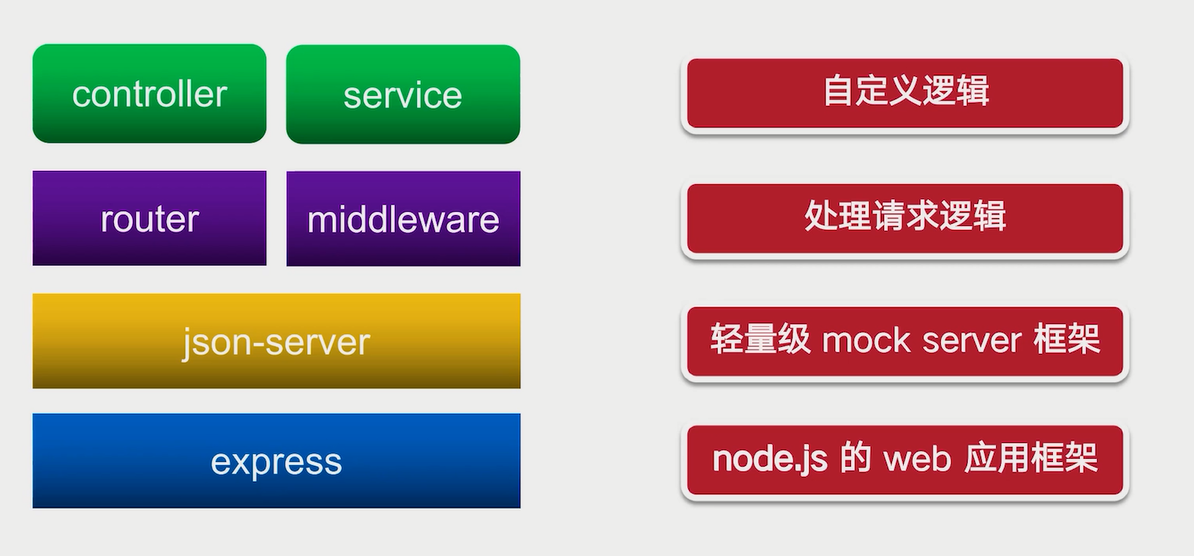 controller
service
自定义逻辑
router
middleware
处理请求逻辑
json-server
轻量级 mock server 框架
express
node.js 的 web 应用框架